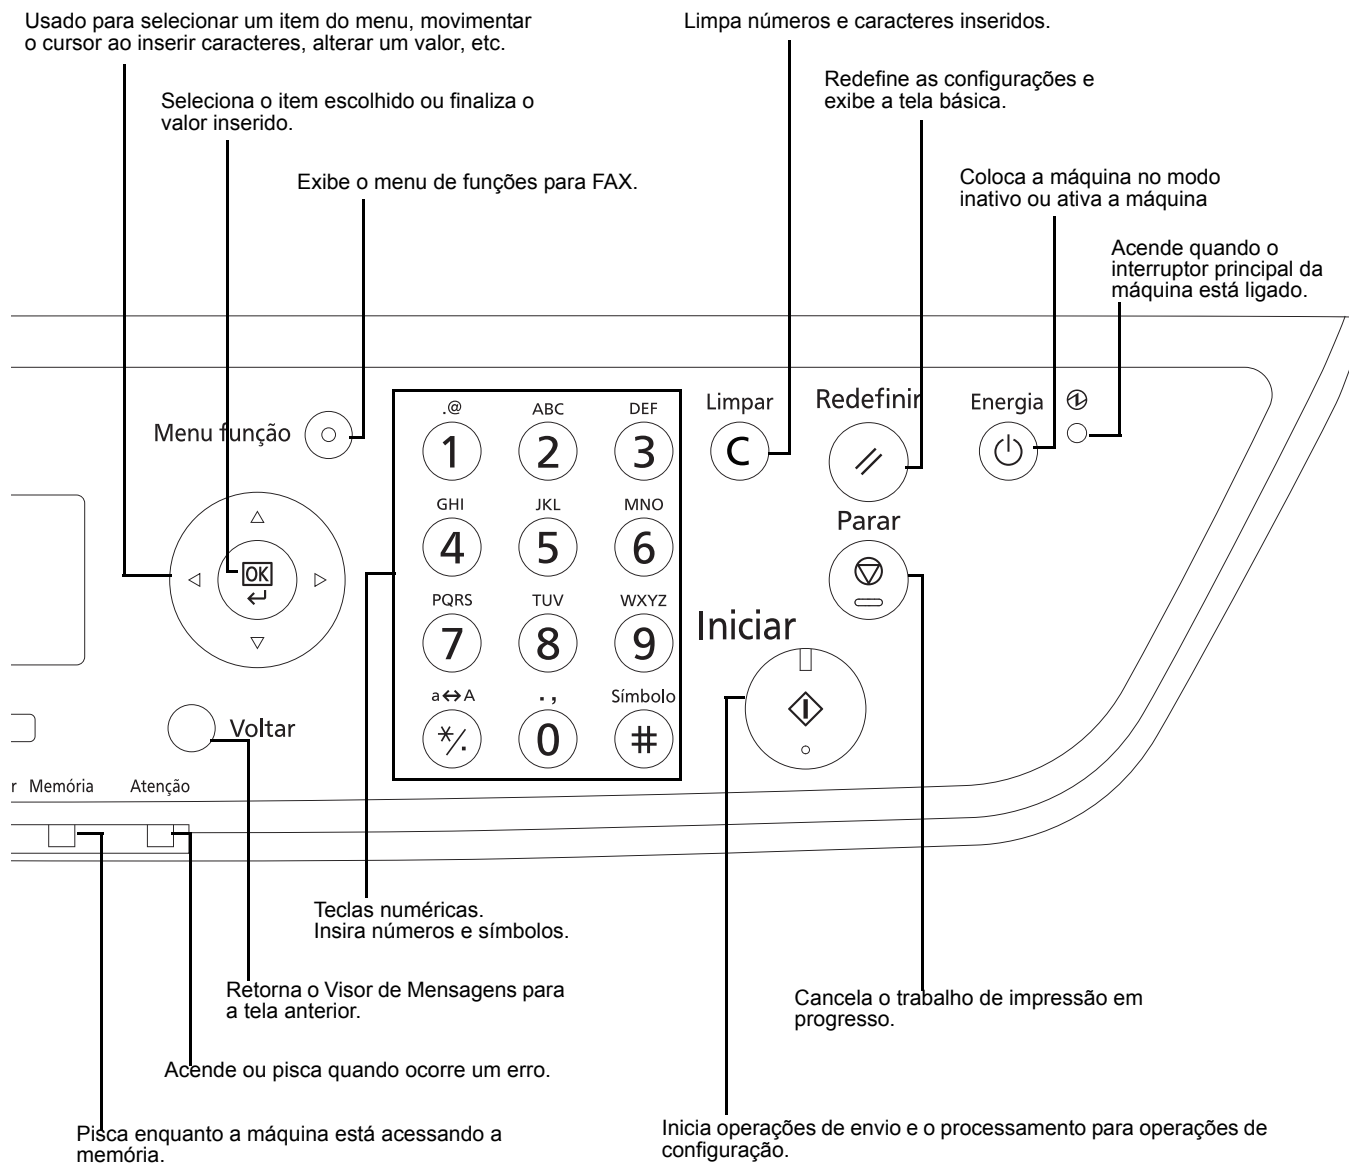 Usado para selecionar um item do menu, movimentar
o cursor ao inserir caracteres, alterar um valor, etc.
Limpa números e caracteres inseridos.
Seleciona o item escolhido ou finaliza o
valor inserido.
Redefine as configurações e
exibe a tela básica.
Exibe o menu de funções para FAX.
Coloca a máquina no modo
inativo ou ativa a máquina
Acende quando o
interruptor principal da
máquina está ligado.
Menu função
.@
ABC
DEF
1
2
3
GHI
JKL
MNO
4
5
6
PQRS
TUV
WXYZ
7
8
9
a↔A
. ,
Símbolo
*/.
0
#
Limpar
C
Redefinir
Energia
Parar
OK
Iniciar
Voltar
r
Memória
Atenção
Teclas numéricas.
Insira números e símbolos.
Retorna o Visor de Mensagens para
a tela anterior.
Cancela o trabalho de impressão em
progresso.
Acende ou pisca quando ocorre um erro.
Pisca enquanto a máquina está acessando a
memória.
Inicia operações de envio e o processamento para operações de
configuração.